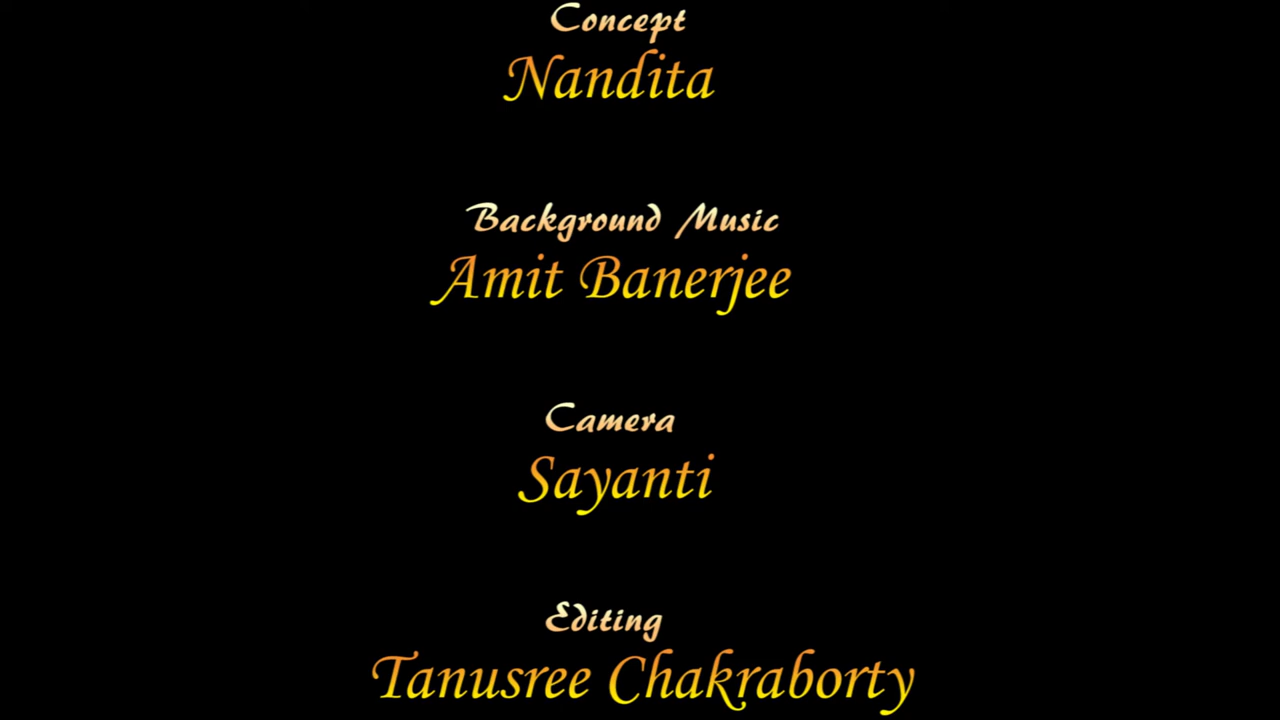 Concept
Nandita
Background Music
Amit Banerjee
Camera
Sayanti
Editing
Tanusree Chakraborty